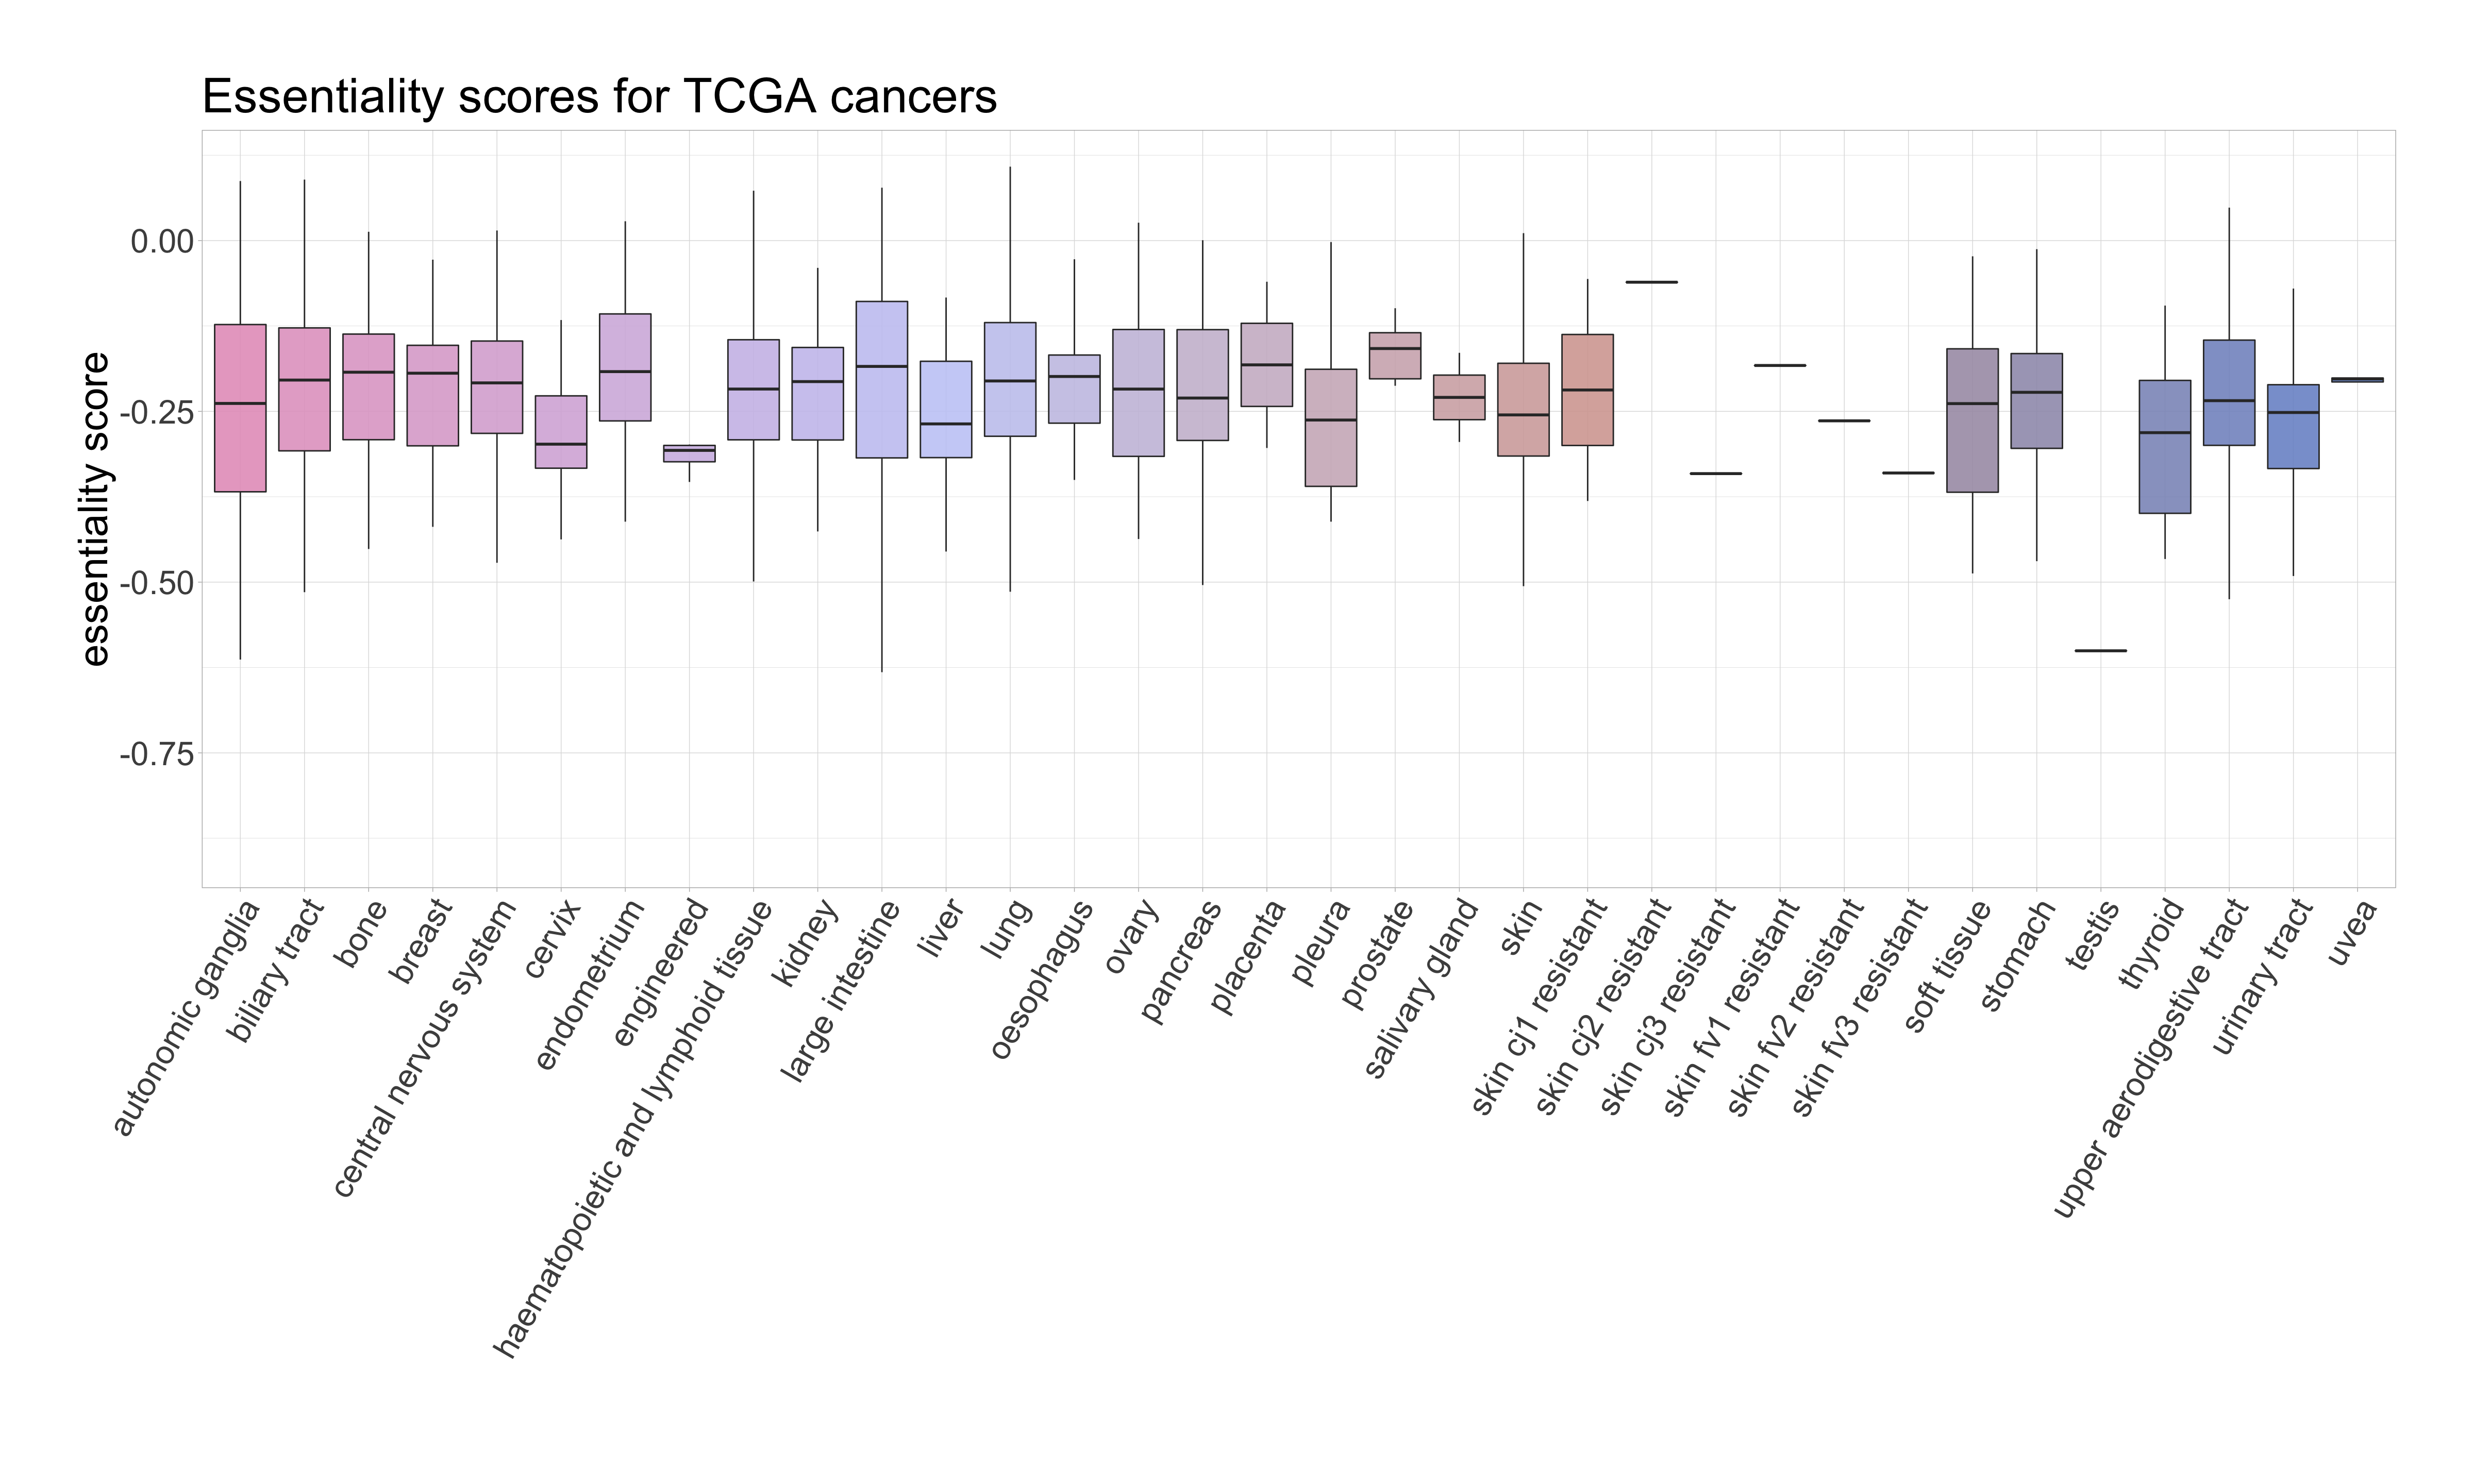 Essentiality scores for TCGA cancers
essentiality score
0.00
-0.25
-0.50
-0.75
autonomic ganglia
biliary tract
bone
breast
central nervous system
cervix
endometrium
engineered
haematopoietic and lymphoid tissue
kidney
large intestine
liver
lung
oesophagus
ovary
pancreas
placenta
pleura
prostate
salivary gland
skin
skin cj1 resistant
skin cj2 resistant
skin cj3 resistant
skin fv1 resistant
skin fv2 resistant
skin fv3 resistant
soft tissue
stomach
testis
thyroid
upper aerodigestive tract
urinary tract
uvea